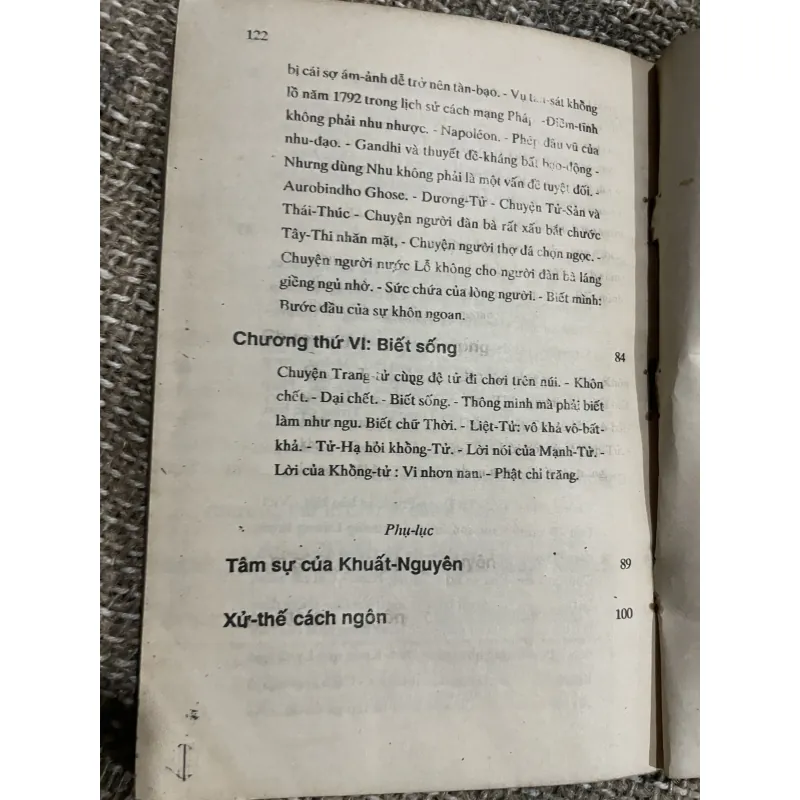 122
bị cái sợ ám-ảnh dễ trở nên tàn-bạo. - Vụ sát khổng
lồ năm 1792 trong lịch sử cách mạng Phá -Điềm-tĩnh
không phải nhu nhược. - Napoléon. - Phép đấu vũ của
nhu-đạo. - Gandhi và thuyết đề-kháng bất bạo-động -
Nhưng dùng Nhu không phải là một vấn đề tuyệt đối. -
Aurobindho Ghose. - Dương-Tử - Chuyện Tử-Sản và
Thái-Thúc - Chuyện người đàn bà rất xấu bắt chước
Tây-Thi nhăn mặt, - Chuyện người thợ đá chọn ngọc. -
Chuyện người nước Lỗ không cho người đàn bà láng
giềng ngủ nhờ. - Sức chứa của lòng người. - Biết mình:
Bước đầu của sự khôn ngoan.
Chương thứ VI: Biết sống 84
Chuyện Trang-tử cùng đệ tử đi chơi trên núi. - Khôn
chết. - Dại chết. - Biết sống. - Thông minh mà phải biết
làm như ngu. Biết chữ Thời. - Liệt-Tử: vô khả vô-bất-
khả. - Tử-Hạ hỏi khổng-Tử. - Lời nói của Mạnh-Tử. -
Lời của Khổng-tử : Vi nhơn nan. - Phật chỉ trăng.
Phụ-lục
Tâm sự của Khuất-Nguyên 89
Xử-thế cách ngôn 100